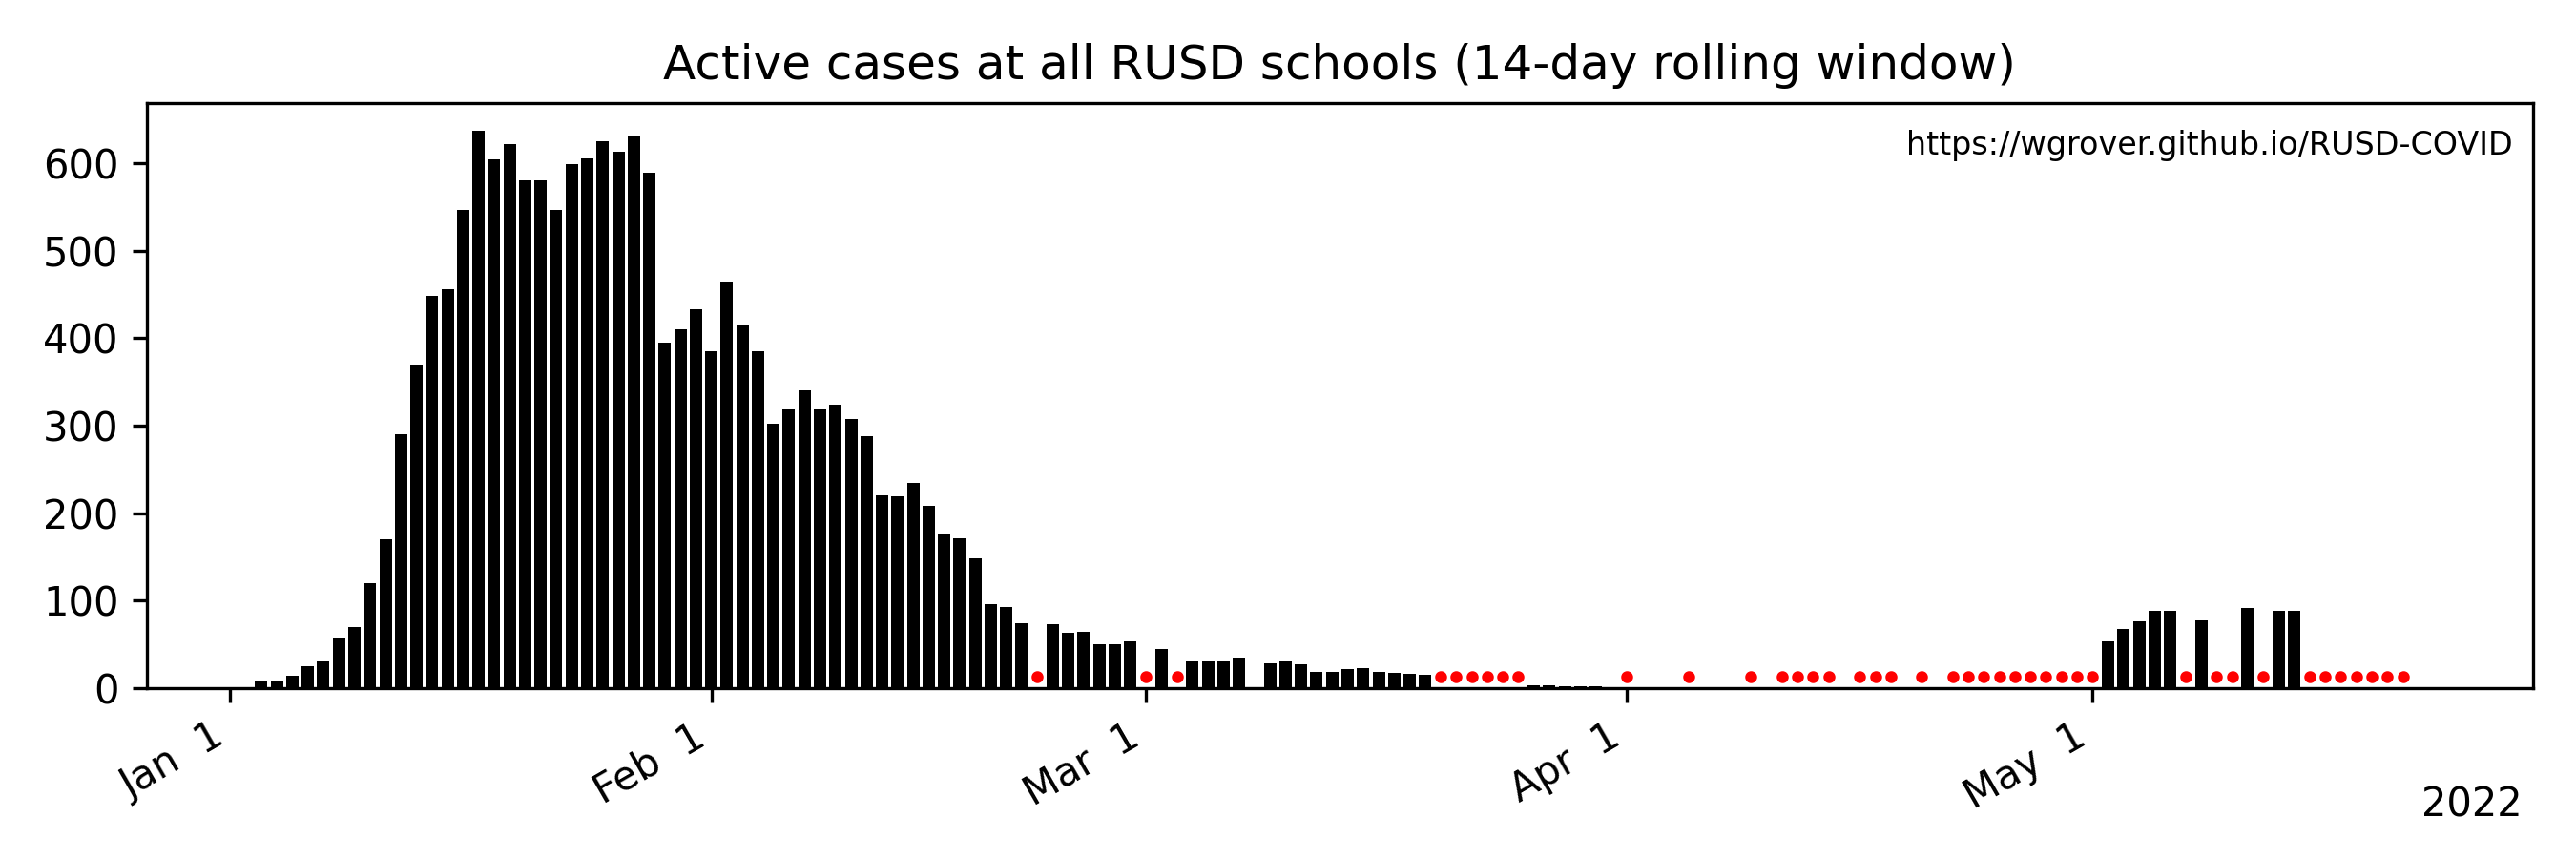 Active cases at all RUSD schools (14-day rolling window)
https://wgrover.github.io/RUSD-COVID
600
500
400
300
200
100
0
Jan 1
Feb 1
Mar 1
Apr 1
May 1
2022